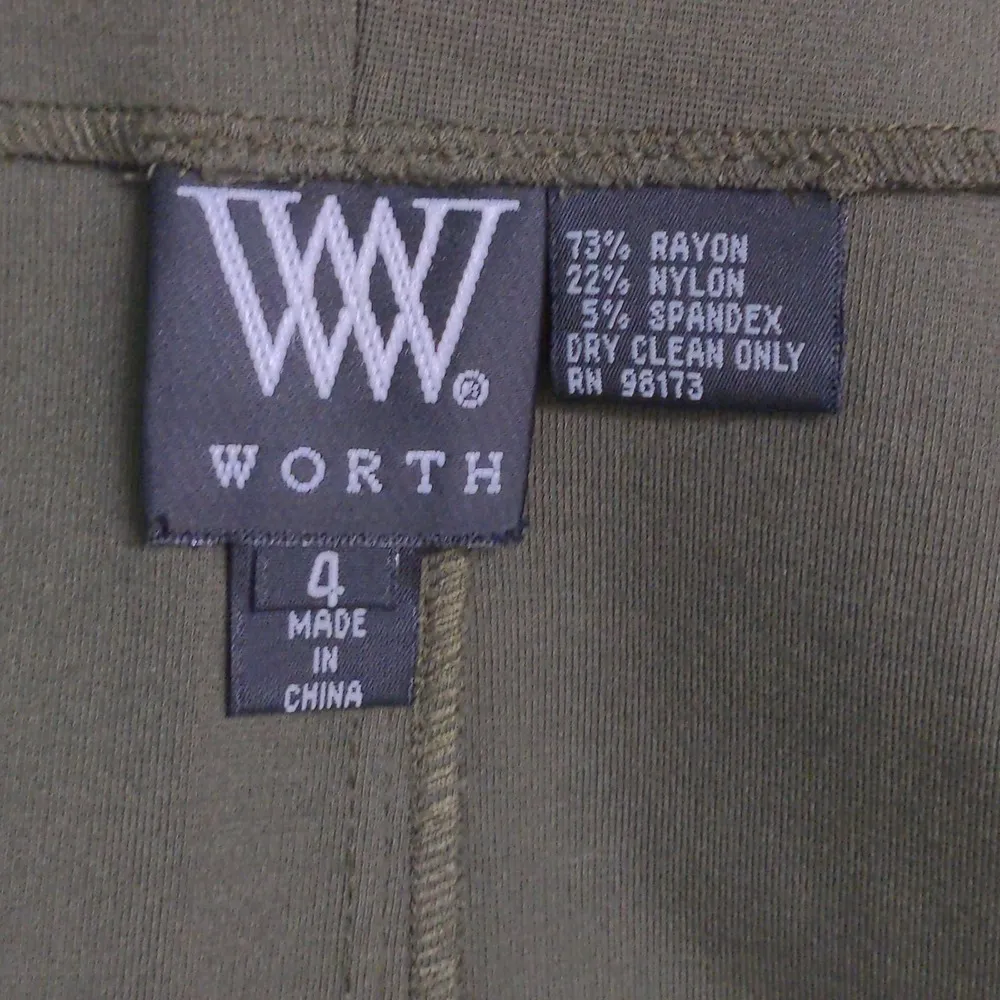 W
®
WORTH
4
MADE
IN
CHINA
73% RAYON
22% NYLON
5% SPANDEX
DRY CLEAN ONLY
RN 96173